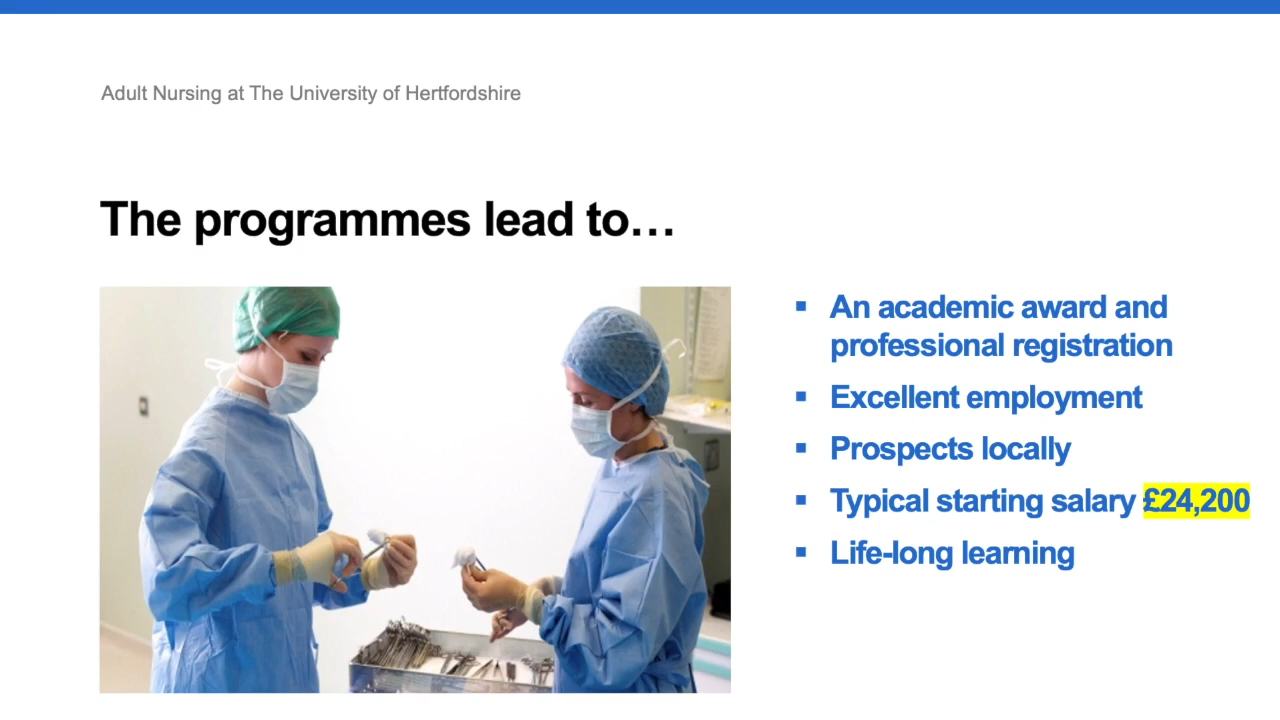 Adult Nursing at The University of Hertfordshire
The programmes lead to…
▪ An academic award and
professional registration
▪ Excellent employment
▪ Prospects locally
▪ Typical starting salary £24,200
▪ Life-long learning